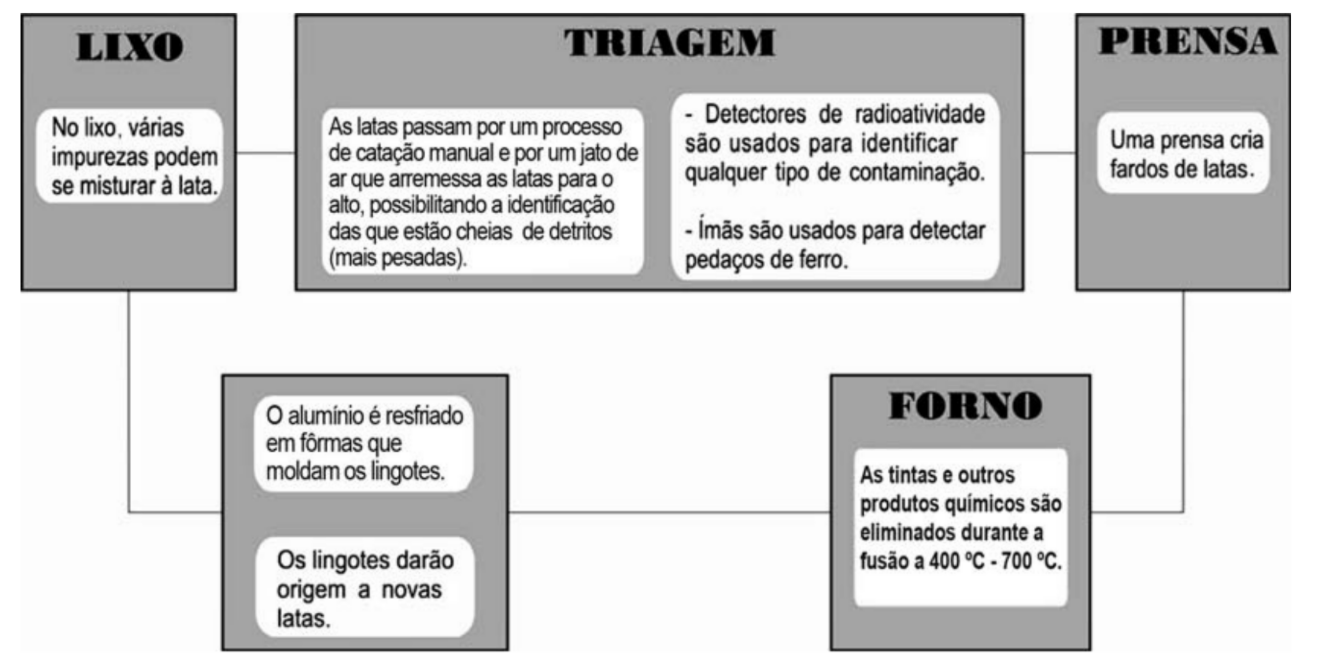 LIXO
No lixo, várias
impurezas podem
se misturar à lata.
TRIAGEM
As latas passam por um processo
de catação manual e por um jato de
ar que arremessa as latas para o
alto, possibilitando a identificação
das que estão cheias de detritos
(mais pesadas).
- Detectores de radioatividade
são usados para identificar
qualquer tipo de contaminação.
- Ímãs são usados para detectar
pedaços de ferro.
PRENSA
Uma prensa cria
fardos de latas.
FORNO
As tintas e outros
produtos químicos são
eliminados durante a
fusão a 400 ºC - 700 ºC.
O alumínio é resfriado
em fôrmas que
moldam os lingotes.
Os lingotes darão
origem a novas
latas.